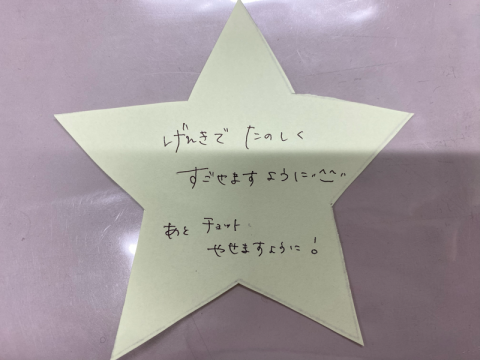 げんきで たのしく
すごせますように ^^
あと チョット
やせますように!